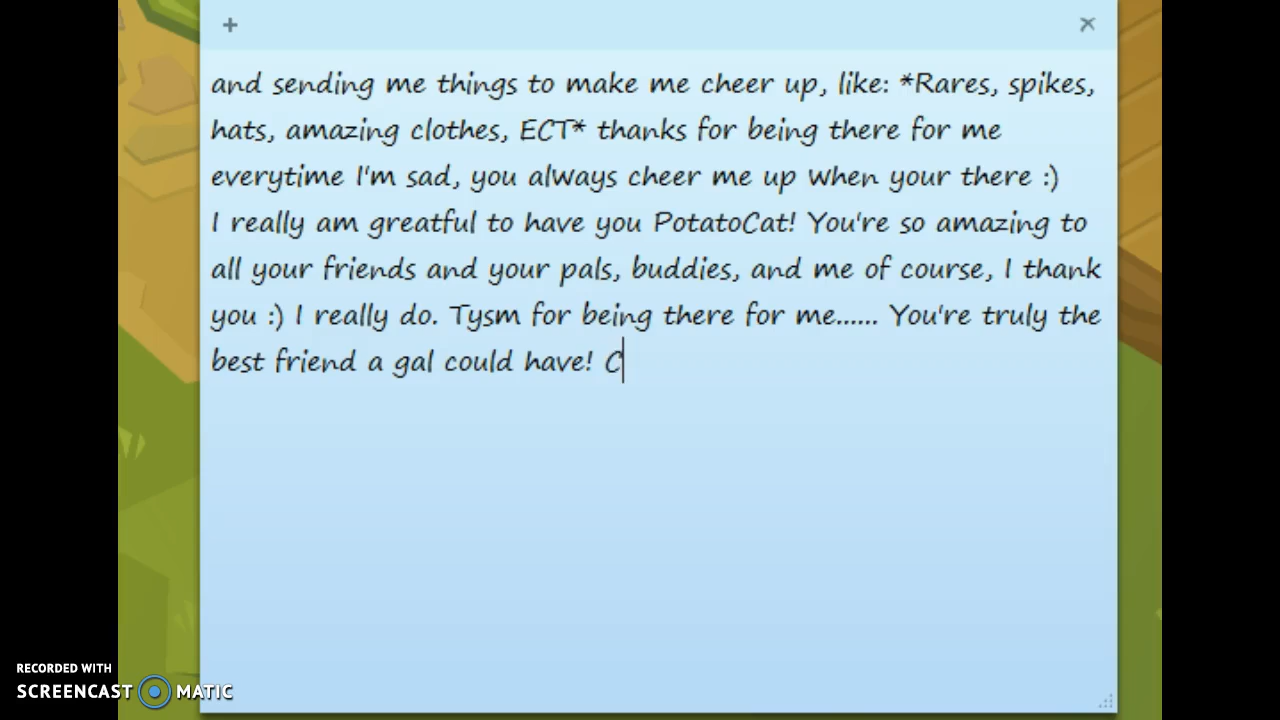 and sending me things to make me cheer up, like: *Rares, spikes,
hats, amazing clothes, ECT* thanks for being there for me
everytime I'm sad, you always cheer me up when your there :)
I really am greatful to have you PotatoCat! You're so amazing to
all your friends and your pals, buddies, and me of course, I thank
you :) I really do. Tysm for being there for me...... You're truly the
best friend a gal could have! C
RECORDED WITH
SCREENCAST MATIC